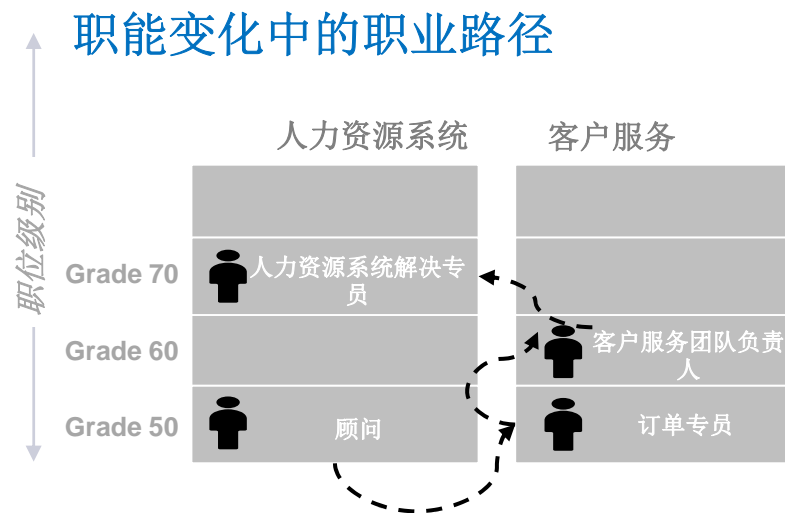 职能变化中的职业路径
人力资源系统
客户服务
职位级别
Grade 70
人力资源系统解决专
员
Grade 60
客户服务团队负责
人
Grade 50
顾问
订单专员